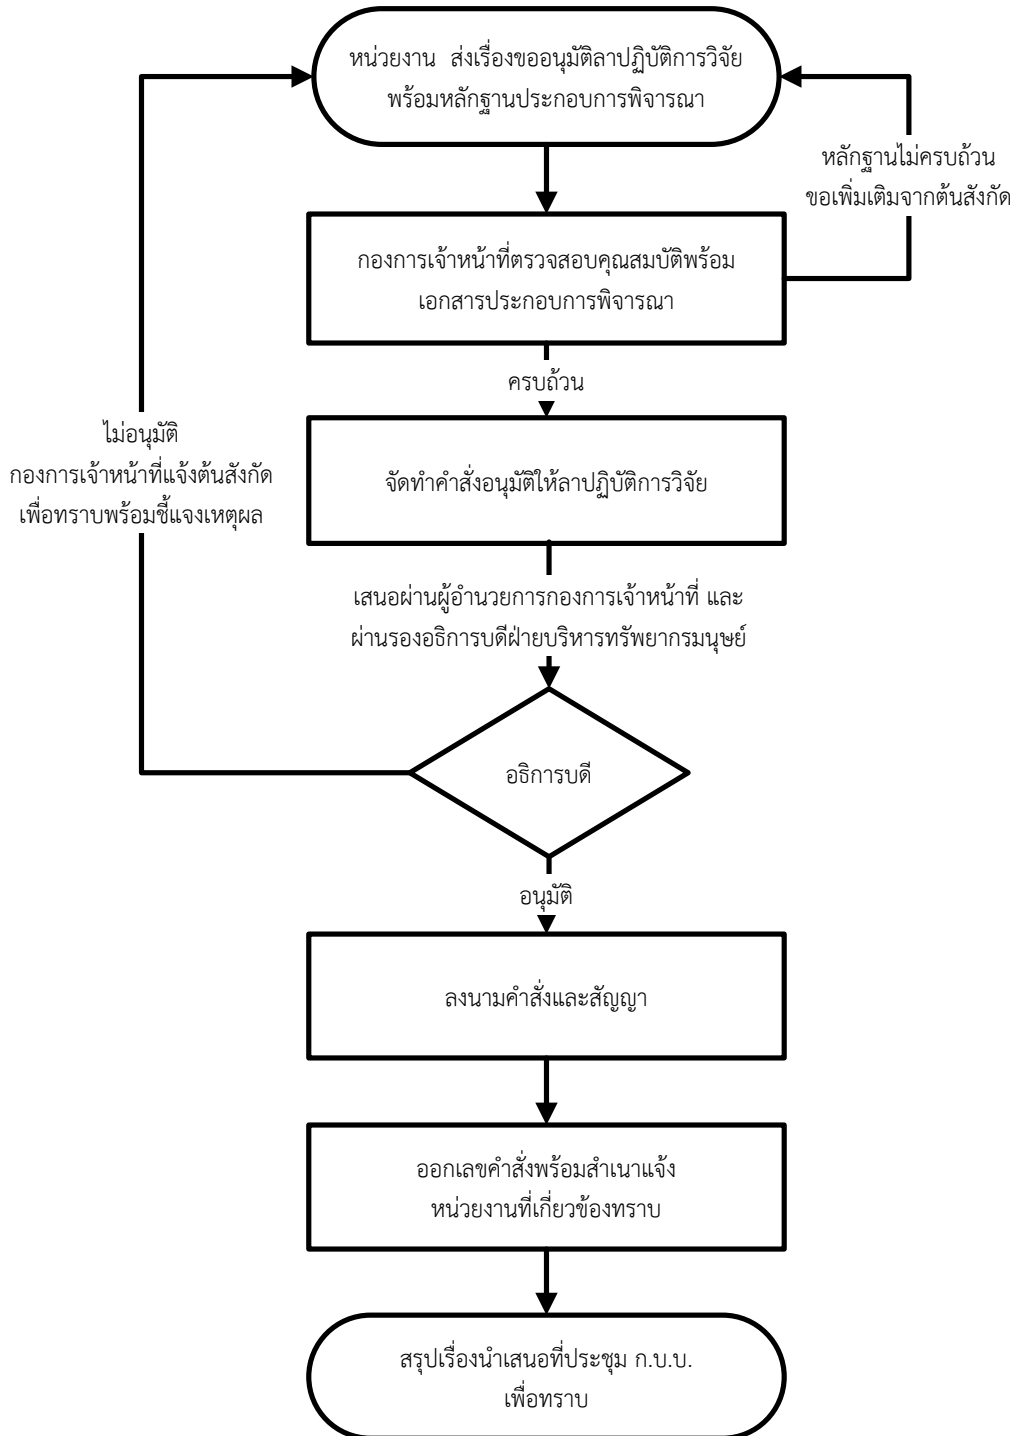 หน่วยงาน ส่งเรื่องขออนุมัติลาปฏิบัติการวิจัย
พร้อมหลักฐานประกอบการพิจารณา
หลักฐานไม่ครบถ้วน
ขอเพิ่มเติมจากต้นสังกัด
กองการเจ้าหน้าที่ตรวจสอบคุณสมบัติพร้อม
เอกสารประกอบการพิจารณา
ครบถ้วน
ไม่อนุมัติ
กองการเจ้าหน้าที่แจ้งต้นสังกัด
เพื่อทราบพร้อมชี้แจงเหตุผล
จัดทำคำสั่งอนุมัติให้ลาปฏิบัติการวิจัย
เสนอผ่านผู้อำนวยการกองการเจ้าหน้าที่ และ
ผ่านรองอธิการบดีฝ่ายบริหารทรัพยากรมนุษย์
อธิการบดี
อนุมัติ
ลงนามคำสั่งและสัญญา
ออกเลขคำสั่งพร้อมสำเนาแจ้ง
หน่วยงานที่เกี่ยวข้องทราบ
สรุปเรื่องนำเสนอที่ประชุม ก.บ.บ.
เพื่อทราบ